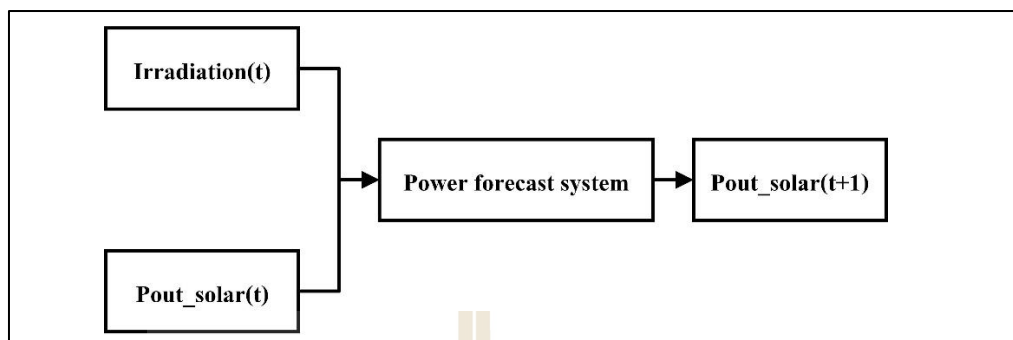 Irradiation(t)
Power forecast system
Pout_solar(t+1)
Pout_solar(t)